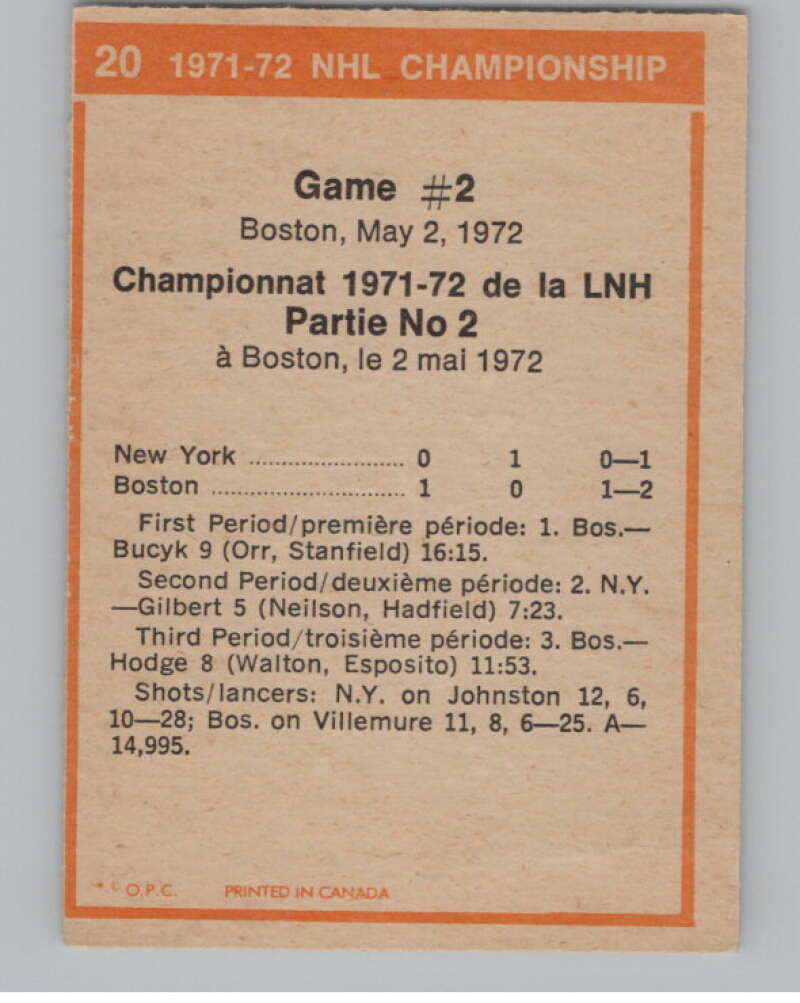 20 1971-72 NHL CHAMPIONSHIP
Game #2
Boston, May 2, 1972
Championnat 1971-72 de la LNH
Partie No 2
à Boston, le 2 mai 1972
New York ........................ 0 1 0—1
Boston .............................. 1 0 1—2
First Period/première période: 1. Bos.—
Bucyk 9 (Orr, Stanfield) 16:15.
Second Period/deuxième période: 2. N.Y.
—Gilbert 5 (Neilson, Hadfield) 7:23.
Third Period/troisième période: 3. Bos.—
Hodge 8 (Walton, Esposito) 11:53.
Shots/lancers: N.Y. on Johnston 12, 6,
10—28; Bos. on Villemure 11, 8, 6—25. A—
14,995.
* © O.P.C. PRINTED IN CANADA